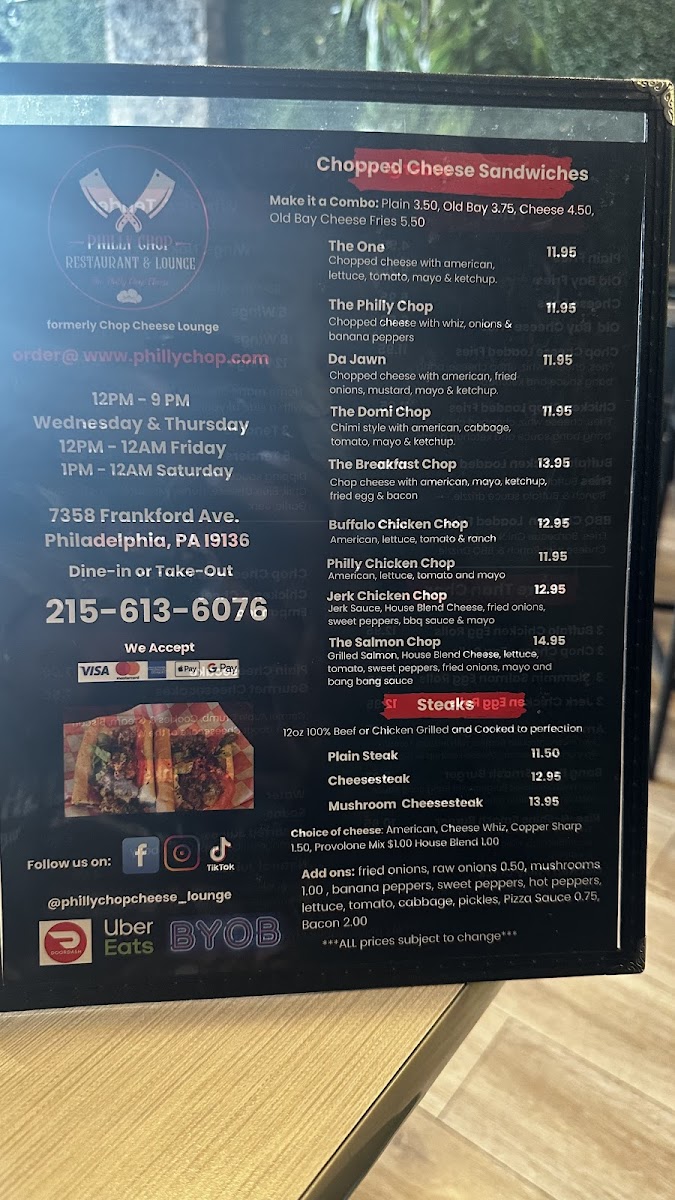 PHILLY CHOP
RESTAURANT & LOUNGE
formerly Chop Cheese Lounge
order@ www.phillychop.com
12PM - 9 PM
Wednesday & Thursday
12PM - 12AM Friday
1PM - 12AM Saturday
7358 Frankford Ave.
Philadelphia, PA 19136
Dine-in or Take-Out
215-613-6076
We Accept
VISA mastercard Pay G Pay
Follow us on:
TikTok
@phillychopcheese_lounge
DOORDASH
Uber
Eats
BYOB
Chopped Cheese Sandwiches
Make it a Combo: Plain 3.50, Old Bay 3.75, Cheese 4.50,
Old Bay Cheese Fries 5.50
The One 11.95
Chopped cheese with american,
lettuce, tomato, mayo & ketchup.
The Philly Chop 11.95
Chopped cheese with whiz, onions &
banana peppers
Da Jawn 11.95
Chopped cheese with american, fried
onions, mustard, mayo & ketchup.
The Domi Chop 11.95
Chimi style with american, cabbage,
tomato, mayo & ketchup.
The Breakfast Chop 13.95
Chop cheese with american, mayo, ketchup,
fried egg & bacon
Buffalo Chicken Chop 12.95
American, lettuce, tomato & ranch
Philly Chicken Chop 11.95
American, lettuce, tomato and mayo
Jerk Chicken Chop 12.95
Jerk Sauce, House Blend Cheese, fried onions,
sweet peppers, bbq sauce & mayo
The Salmon Chop 14.95
Grilled Salmon, House Blend Cheese, lettuce,
tomato, sweet peppers, fried onions, mayo and
bang bang sauce
Steaks
12oz 100% Beef or Chicken Grilled and Cooked to perfection
Plain Steak 11.50
Cheesesteak 12.95
Mushroom Cheesesteak 13.95
Choice of cheese: American, Cheese Whiz, Copper Sharp
1.50, Provolone Mix $1.00 House Blend 1.00
Add ons: fried onions, raw onions 0.50, mushrooms
1.00 , banana peppers, sweet peppers, hot peppers,
lettuce, tomato, cabbage, pickles, Pizza Sauce 0.75,
Bacon 2.00
***ALL prices subject to change***